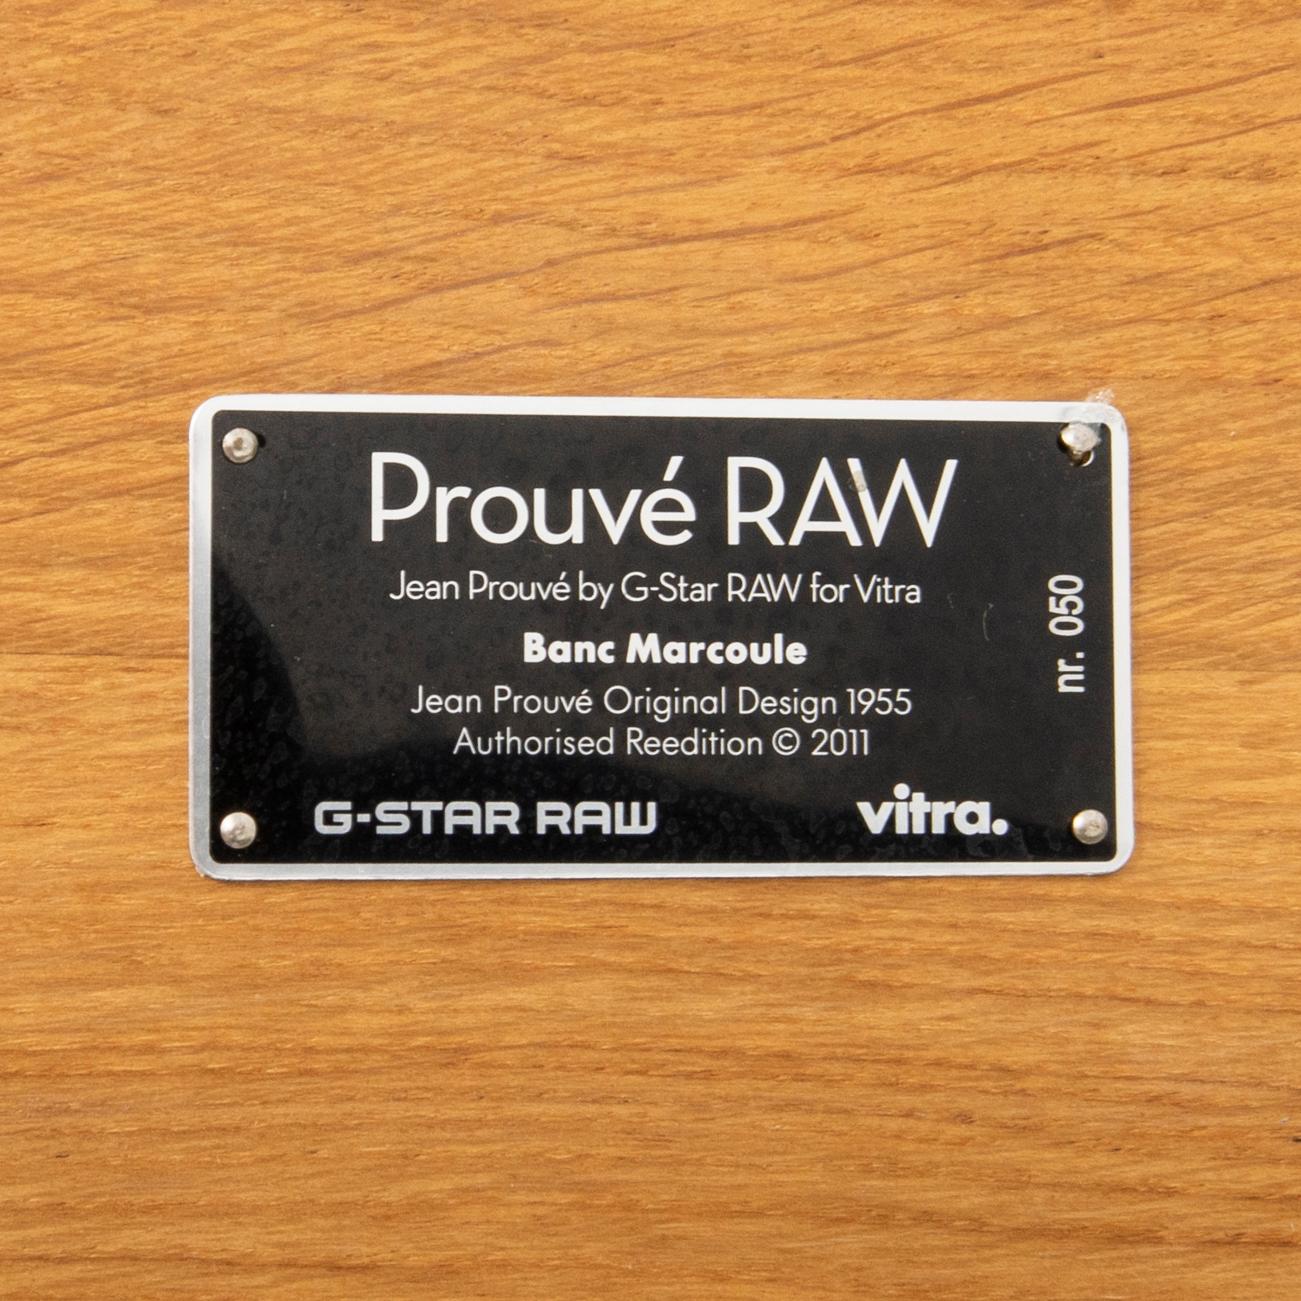 Prouvé RAW
Jean Prouvé by G-Star RAW for Vitra
Banc Marcoule
Jean Prouvé Original Design 1955
Authorised Reedition © 2011
G-STAR RAW
vitra.
nr. 050